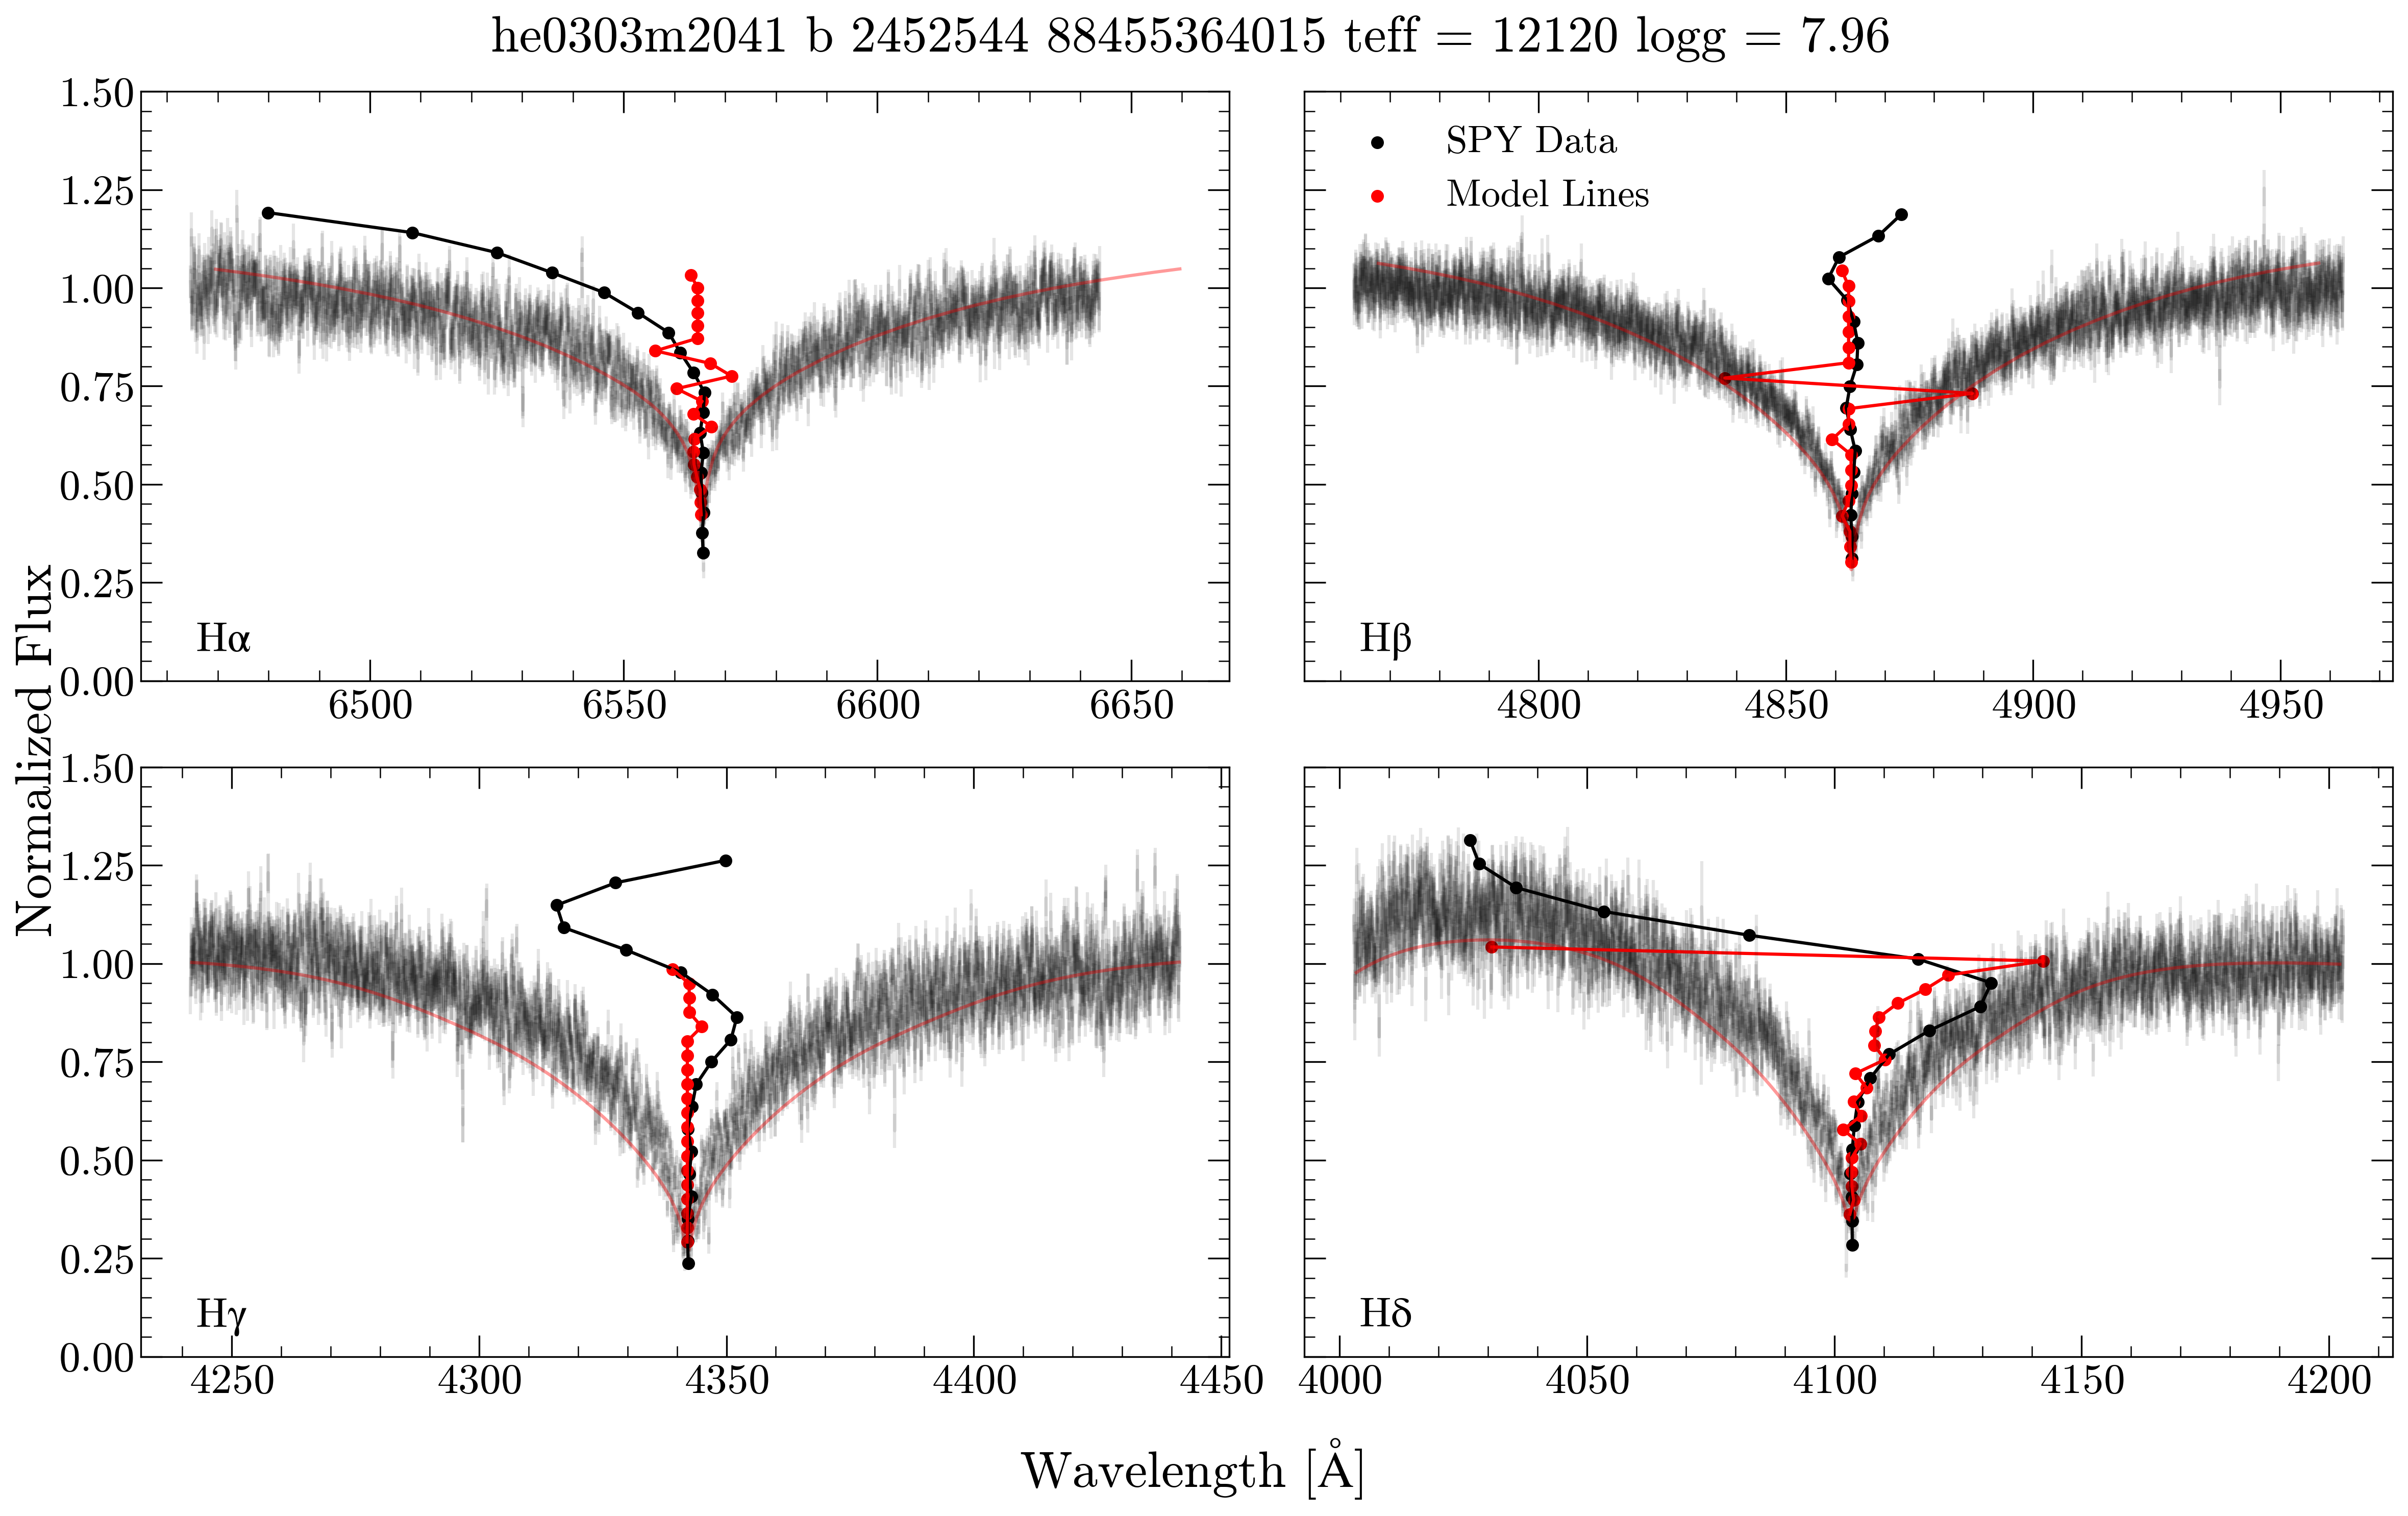 he0303m2041 b 2452544 88455364015 teff = 12120 logg = 7.96
1.50
1.25
1.00
0.75
0.50
0.25
0.00
Hα
6500 6550 6600 6650
SPY Data
Model Lines
Hβ
4800 4850 4900 4950
Normalized Flux
1.50
1.25
1.00
0.75
0.50
0.25
0.00
Hγ
4250 4300 4350 4400 4450
Hδ
4000 4050 4100 4150 4200
Wavelength [Å]